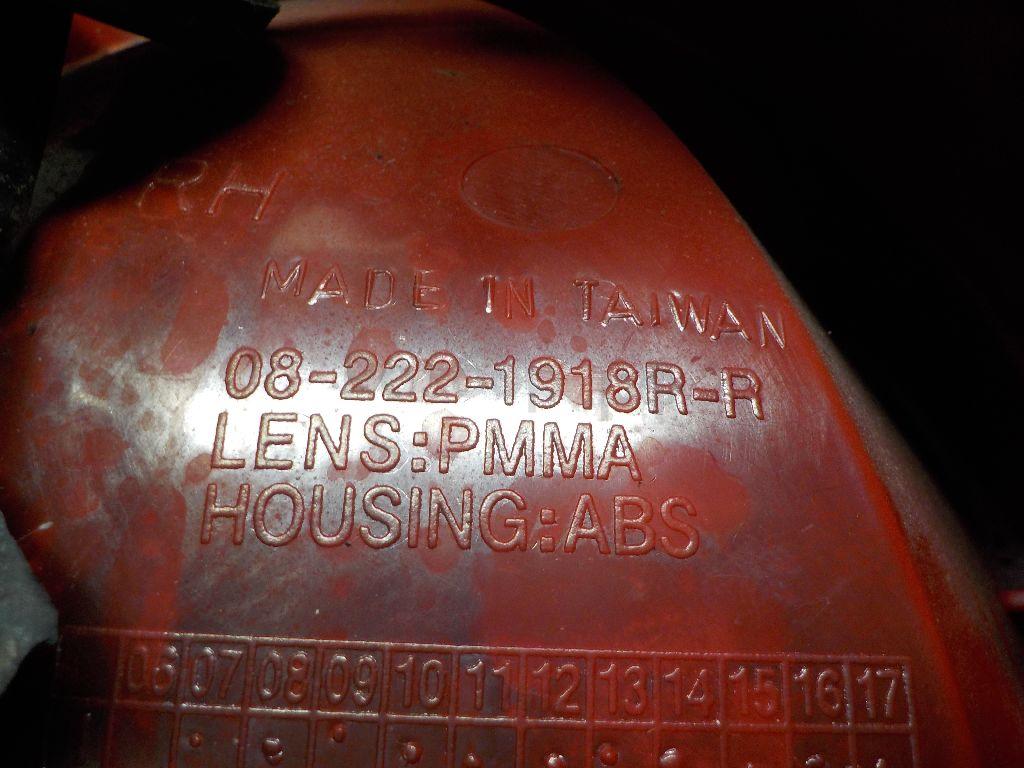 RH
MADE IN TAIWAN
08-222-1918R-R
LENS:PMMA
HOUSING:ABS
06 07 08 09 10 11 12 13 14 15 16 17